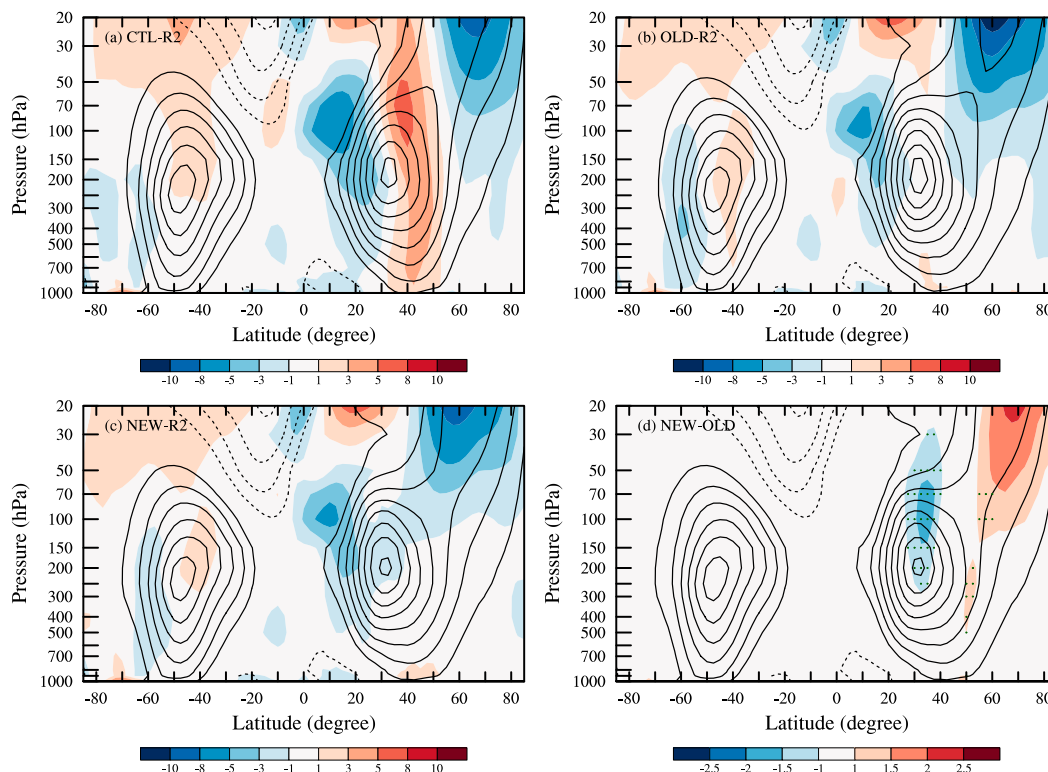 (a) CTL-R2
Pressure (hPa)
20
30
50
70
100
150
200
300
400
500
700
1000
-80 -60 -40 -20 0 20 40 60 80
Latitude (degree)
-10 -8 -5 -3 -1 1 3 5 8 10
(b) OLD-R2
Pressure (hPa)
20
30
50
70
100
150
200
300
400
500
700
1000
-80 -60 -40 -20 0 20 40 60 80
Latitude (degree)
-10 -8 -5 -3 -1 1 3 5 8 10
(c) NEW-R2
Pressure (hPa)
20
30
50
70
100
150
200
300
400
500
700
1000
-80 -60 -40 -20 0 20 40 60 80
Latitude (degree)
-10 -8 -5 -3 -1 1 3 5 8 10
(d) NEW-OLD
Pressure (hPa)
20
30
50
70
100
150
200
300
400
500
700
1000
-80 -60 -40 -20 0 20 40 60 80
Latitude (degree)
-2.5 -2 -1.5 -1 1 1.5 2 2.5